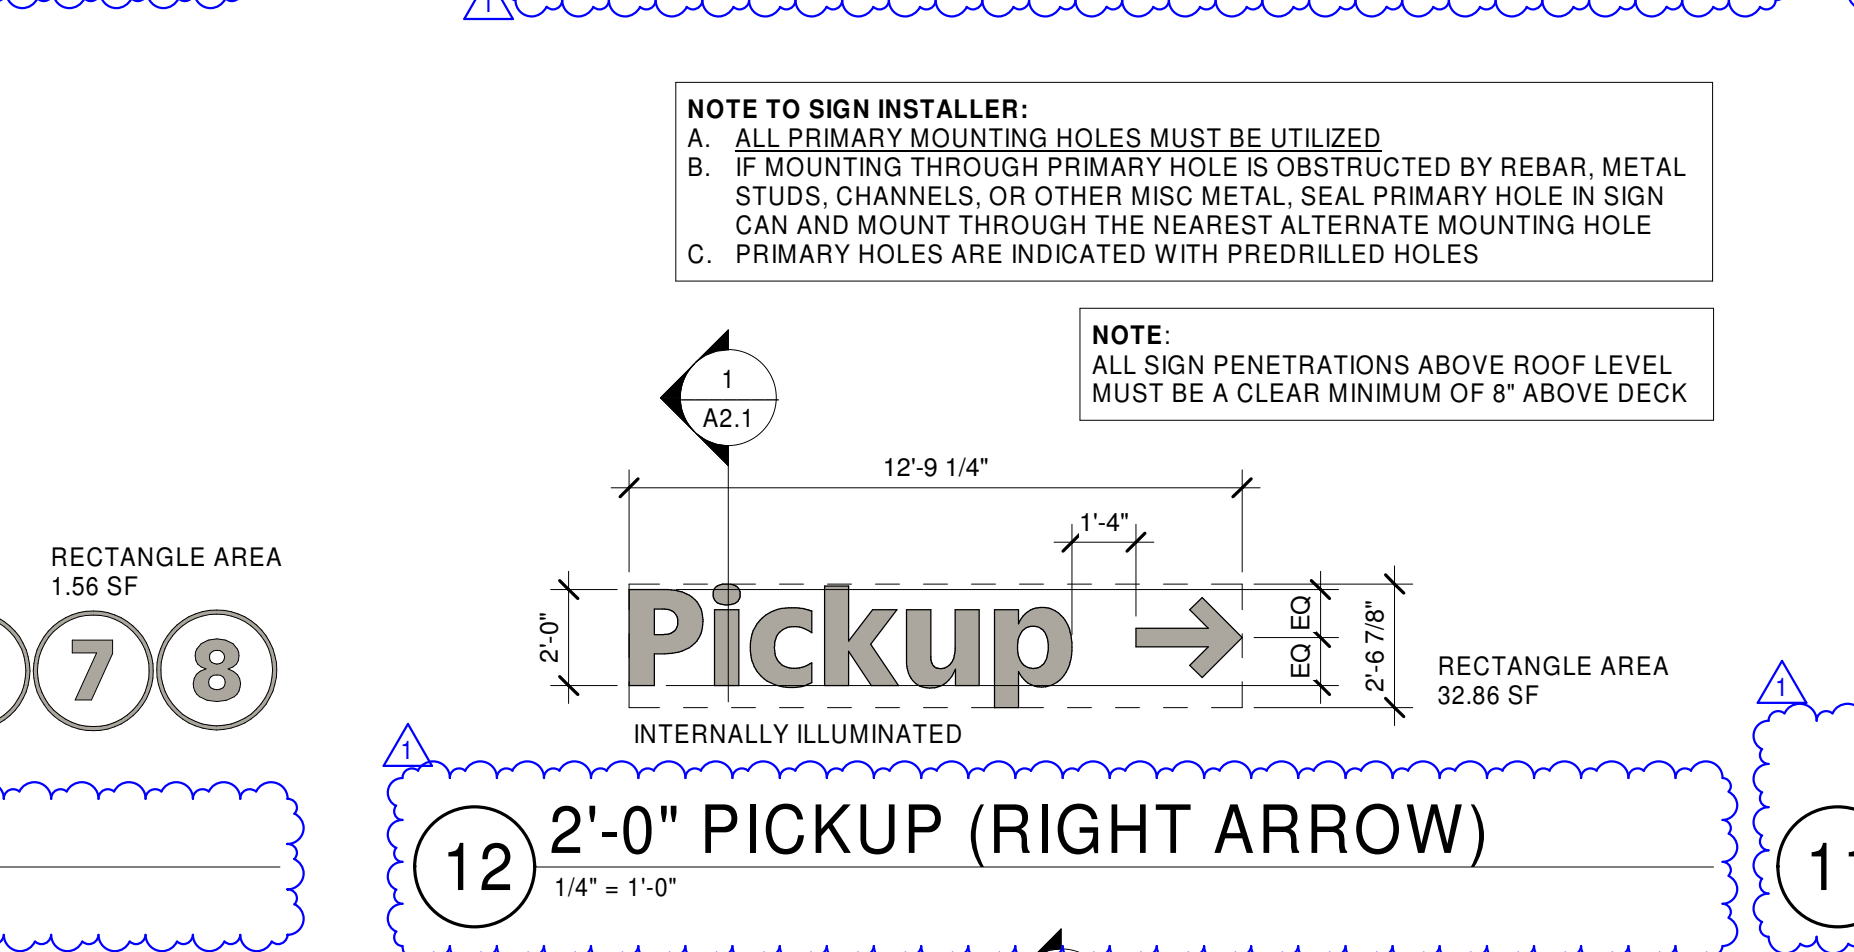 1
NOTE TO SIGN INSTALLER:
A. ALL PRIMARY MOUNTING HOLES MUST BE UTILIZED
B. IF MOUNTING THROUGH PRIMARY HOLE IS OBSTRUCTED BY REBAR, METAL
STUDS, CHANNELS, OR OTHER MISC METAL, SEAL PRIMARY HOLE IN SIGN
CAN AND MOUNT THROUGH THE NEAREST ALTERNATE MOUNTING HOLE
C. PRIMARY HOLES ARE INDICATED WITH PREDRILLED HOLES
NOTE:
ALL SIGN PENETRATIONS ABOVE ROOF LEVEL
MUST BE A CLEAR MINIMUM OF 8" ABOVE DECK
1
A2.1
12'-9 1/4"
1'-4"
RECTANGLE AREA
1.56 SF
7 8
2'-0"
Pickup →
EQ EQ
2'-6 7/8"
RECTANGLE AREA
32.86 SF
INTERNALLY ILLUMINATED
1
1
12
2'-0" PICKUP (RIGHT ARROW)
1/4" = 1'-0"
11